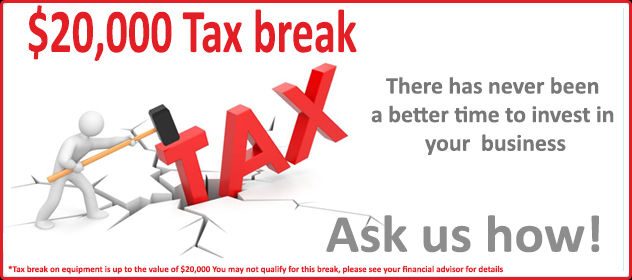 $20,000 Tax break
TAX
There has never been
a better time to invest in
your business
Ask us how!
*Tax break on equipment is up to the value of $20,000 You may not qualify for this break, please see your financial advisor for details